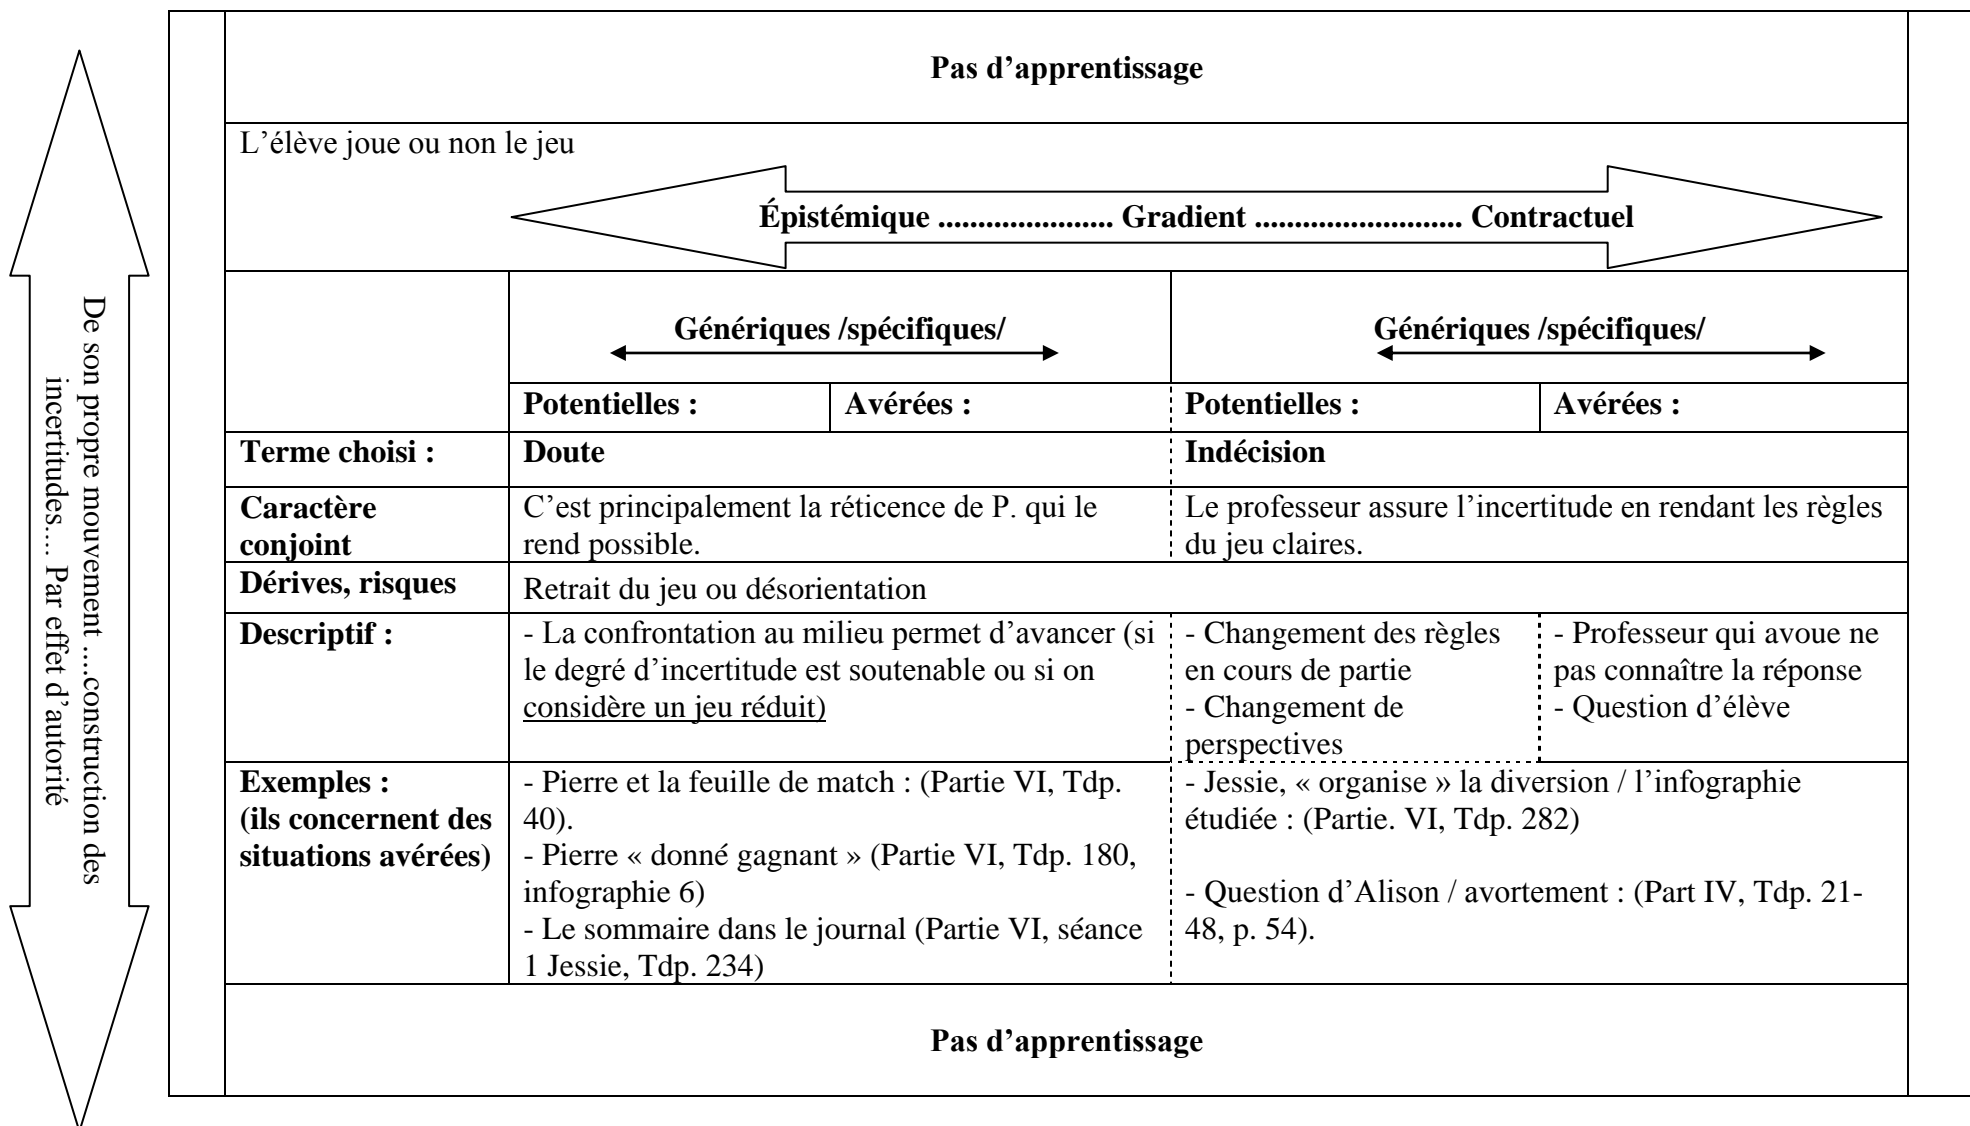 Pas d’apprentissage
L’élève joue ou non le jeu
Épistémique ...................... Gradient .......................... Contractuel
Génériques /spécifiques/
Génériques /spécifiques/
Potentielles :
Avérées :
Potentielles :
Avérées :
Terme choisi :
Doute
Indécision
Caractère
conjoint
C’est principalement la réticence de P. qui le
rend possible.
Le professeur assure l’incertitude en rendant les règles
du jeu claires.
Dérives, risques
Retrait du jeu ou désorientation
Descriptif :
- La confrontation au milieu permet d’avancer (si
le degré d’incertitude est soutenable ou si on
considère un jeu réduit)
- Changement des règles
en cours de partie
- Changement de
perspectives
- Professeur qui avoue ne
pas connaître la réponse
- Question d’élève
Exemples :
(ils concernent des
situations avérées)
- Pierre et la feuille de match : (Partie VI, Tdp.
40).
- Pierre « donné gagnant » (Partie VI, Tdp. 180,
infographie 6)
- Le sommaire dans le journal (Partie VI, séance
1 Jessie, Tdp. 234)
- Jessie, « organise » la diversion / l’infographie
étudiée : (Partie. VI, Tdp. 282)
- Question d’Alison / avortement : (Part IV, Tdp. 21-
48, p. 54).
Pas d’apprentissage
De son propre mouvement ....construction des
incertitudes.... Par effet d’autorité